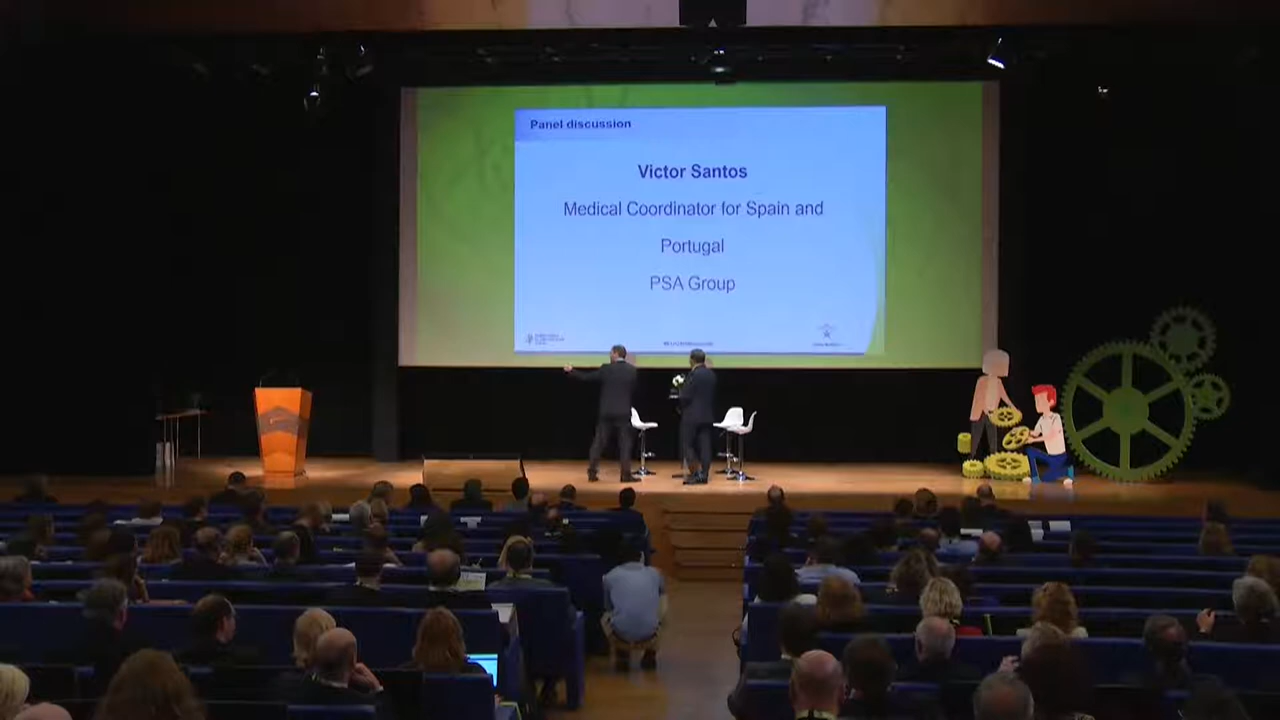 Panel discussion
Victor Santos
Medical Coordinator for Spain and
Portugal
PSA Group